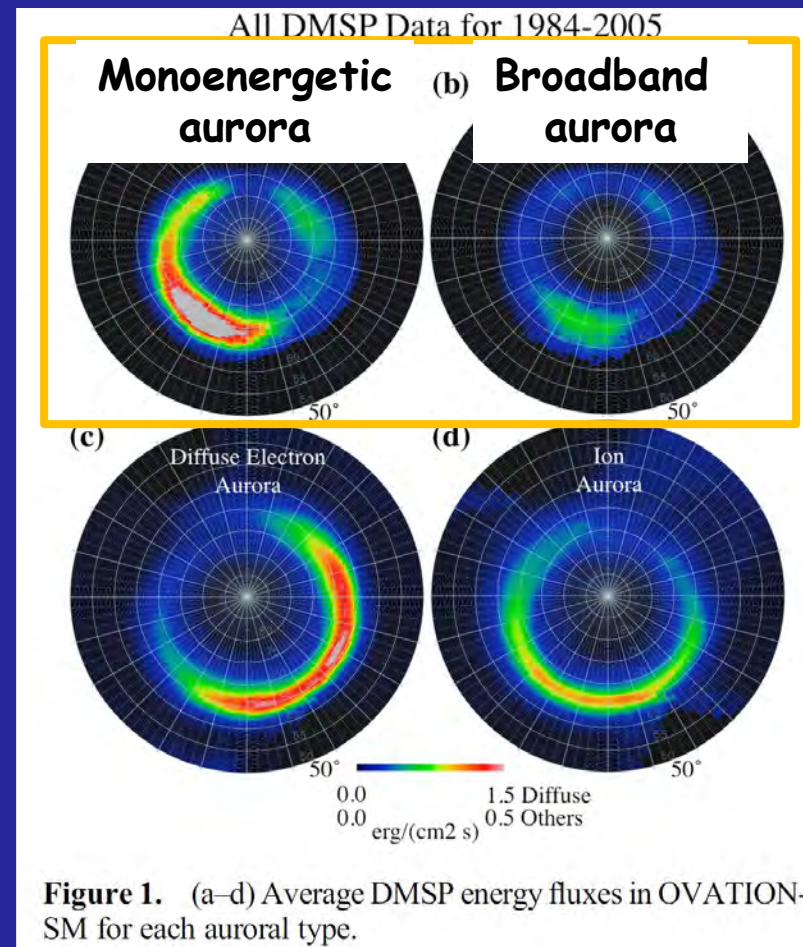 All DMSP Data for 1984-2005
Monoenergetic
aurora
(b)
Broadband
aurora
50°
50°
(c)
Diffuse Electron
Aurora
(d)
Ion
Aurora
50°
50°
0.0 1.5 Diffuse
0.0 0.5 Others
erg/(cm2 s)
Figure 1. (a–d) Average DMSP energy fluxes in OVATION-
SM for each auroral type.